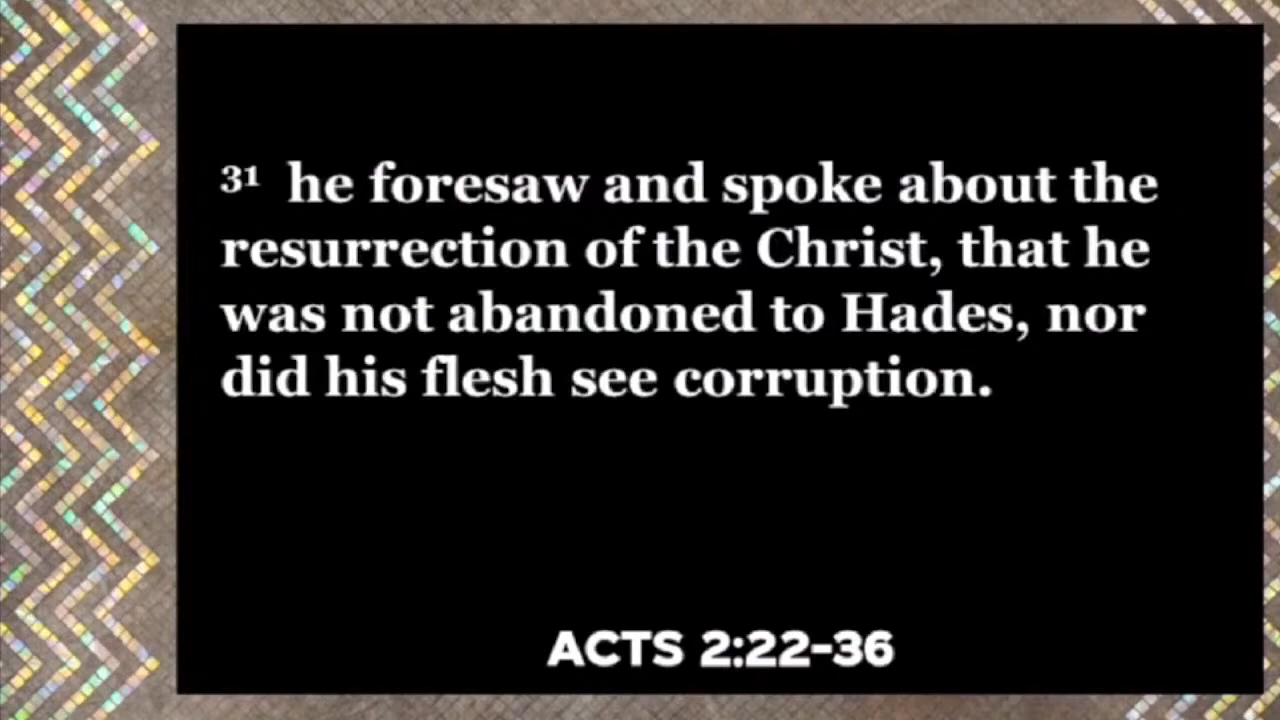 ³¹ he foresaw and spoke about the
resurrection of the Christ, that he
was not abandoned to Hades, nor
did his flesh see corruption.
ACTS 2:22-36